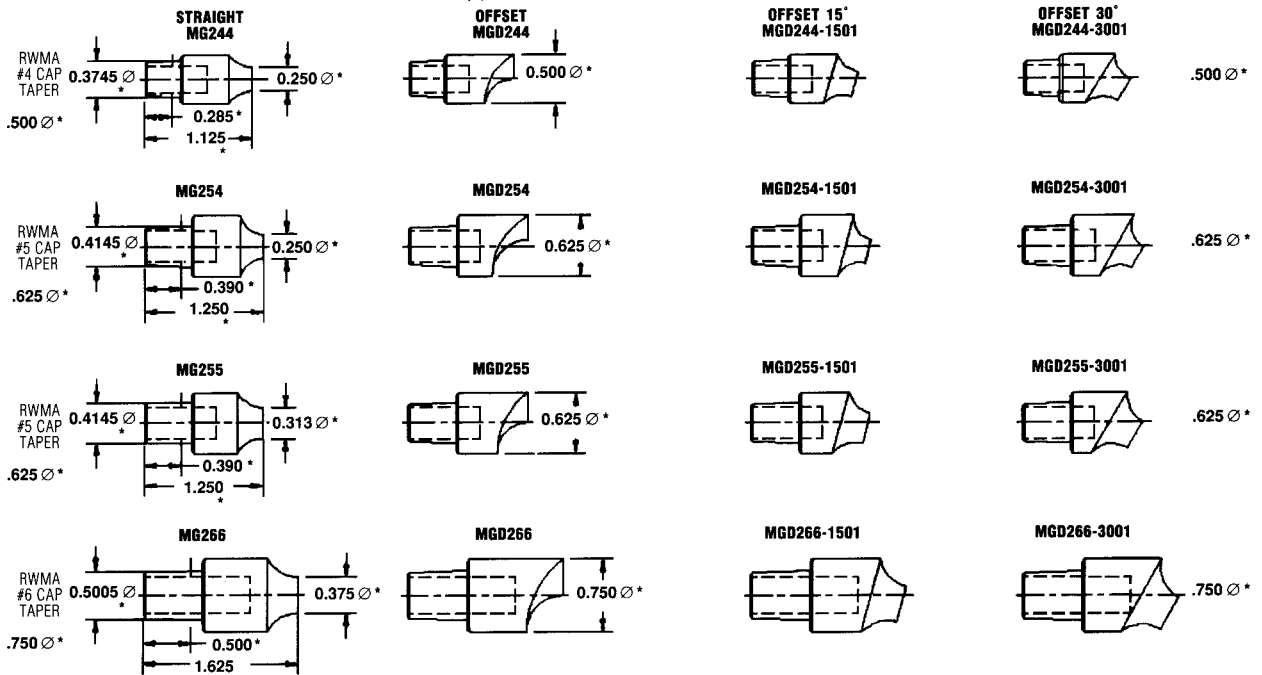 STRAIGHT
MG244
OFFSET
MGD244
OFFSET 15°
MGD244-1501
OFFSET 30°
MGD244-3001
RWMA
#4 CAP
TAPER
0.3745 ∅
*
0.250 ∅ *
0.500 ∅ *
.500 ∅ *
.500 ∅ *
0.285 *
1.125
*
MG254
MGD254
MGD254-1501
MGD254-3001
RWMA
#5 CAP
TAPER
0.4145 ∅
*
0.250 ∅ *
0.625 ∅ *
.625 ∅ *
.625 ∅ *
0.390 *
1.250
*
MG255
MGD255
MGD255-1501
MGD255-3001
RWMA
#5 CAP
TAPER
0.4145 ∅
*
0.313 ∅ *
0.625 ∅ *
.625 ∅ *
.625 ∅ *
0.390 *
1.250
*
MG266
MGD266
MGD266-1501
MGD266-3001
RWMA
#6 CAP
TAPER
0.5005 ∅
*
0.375 ∅ *
0.750 ∅ *
.750 ∅ *
.750 ∅ *
0.500 *
1.625